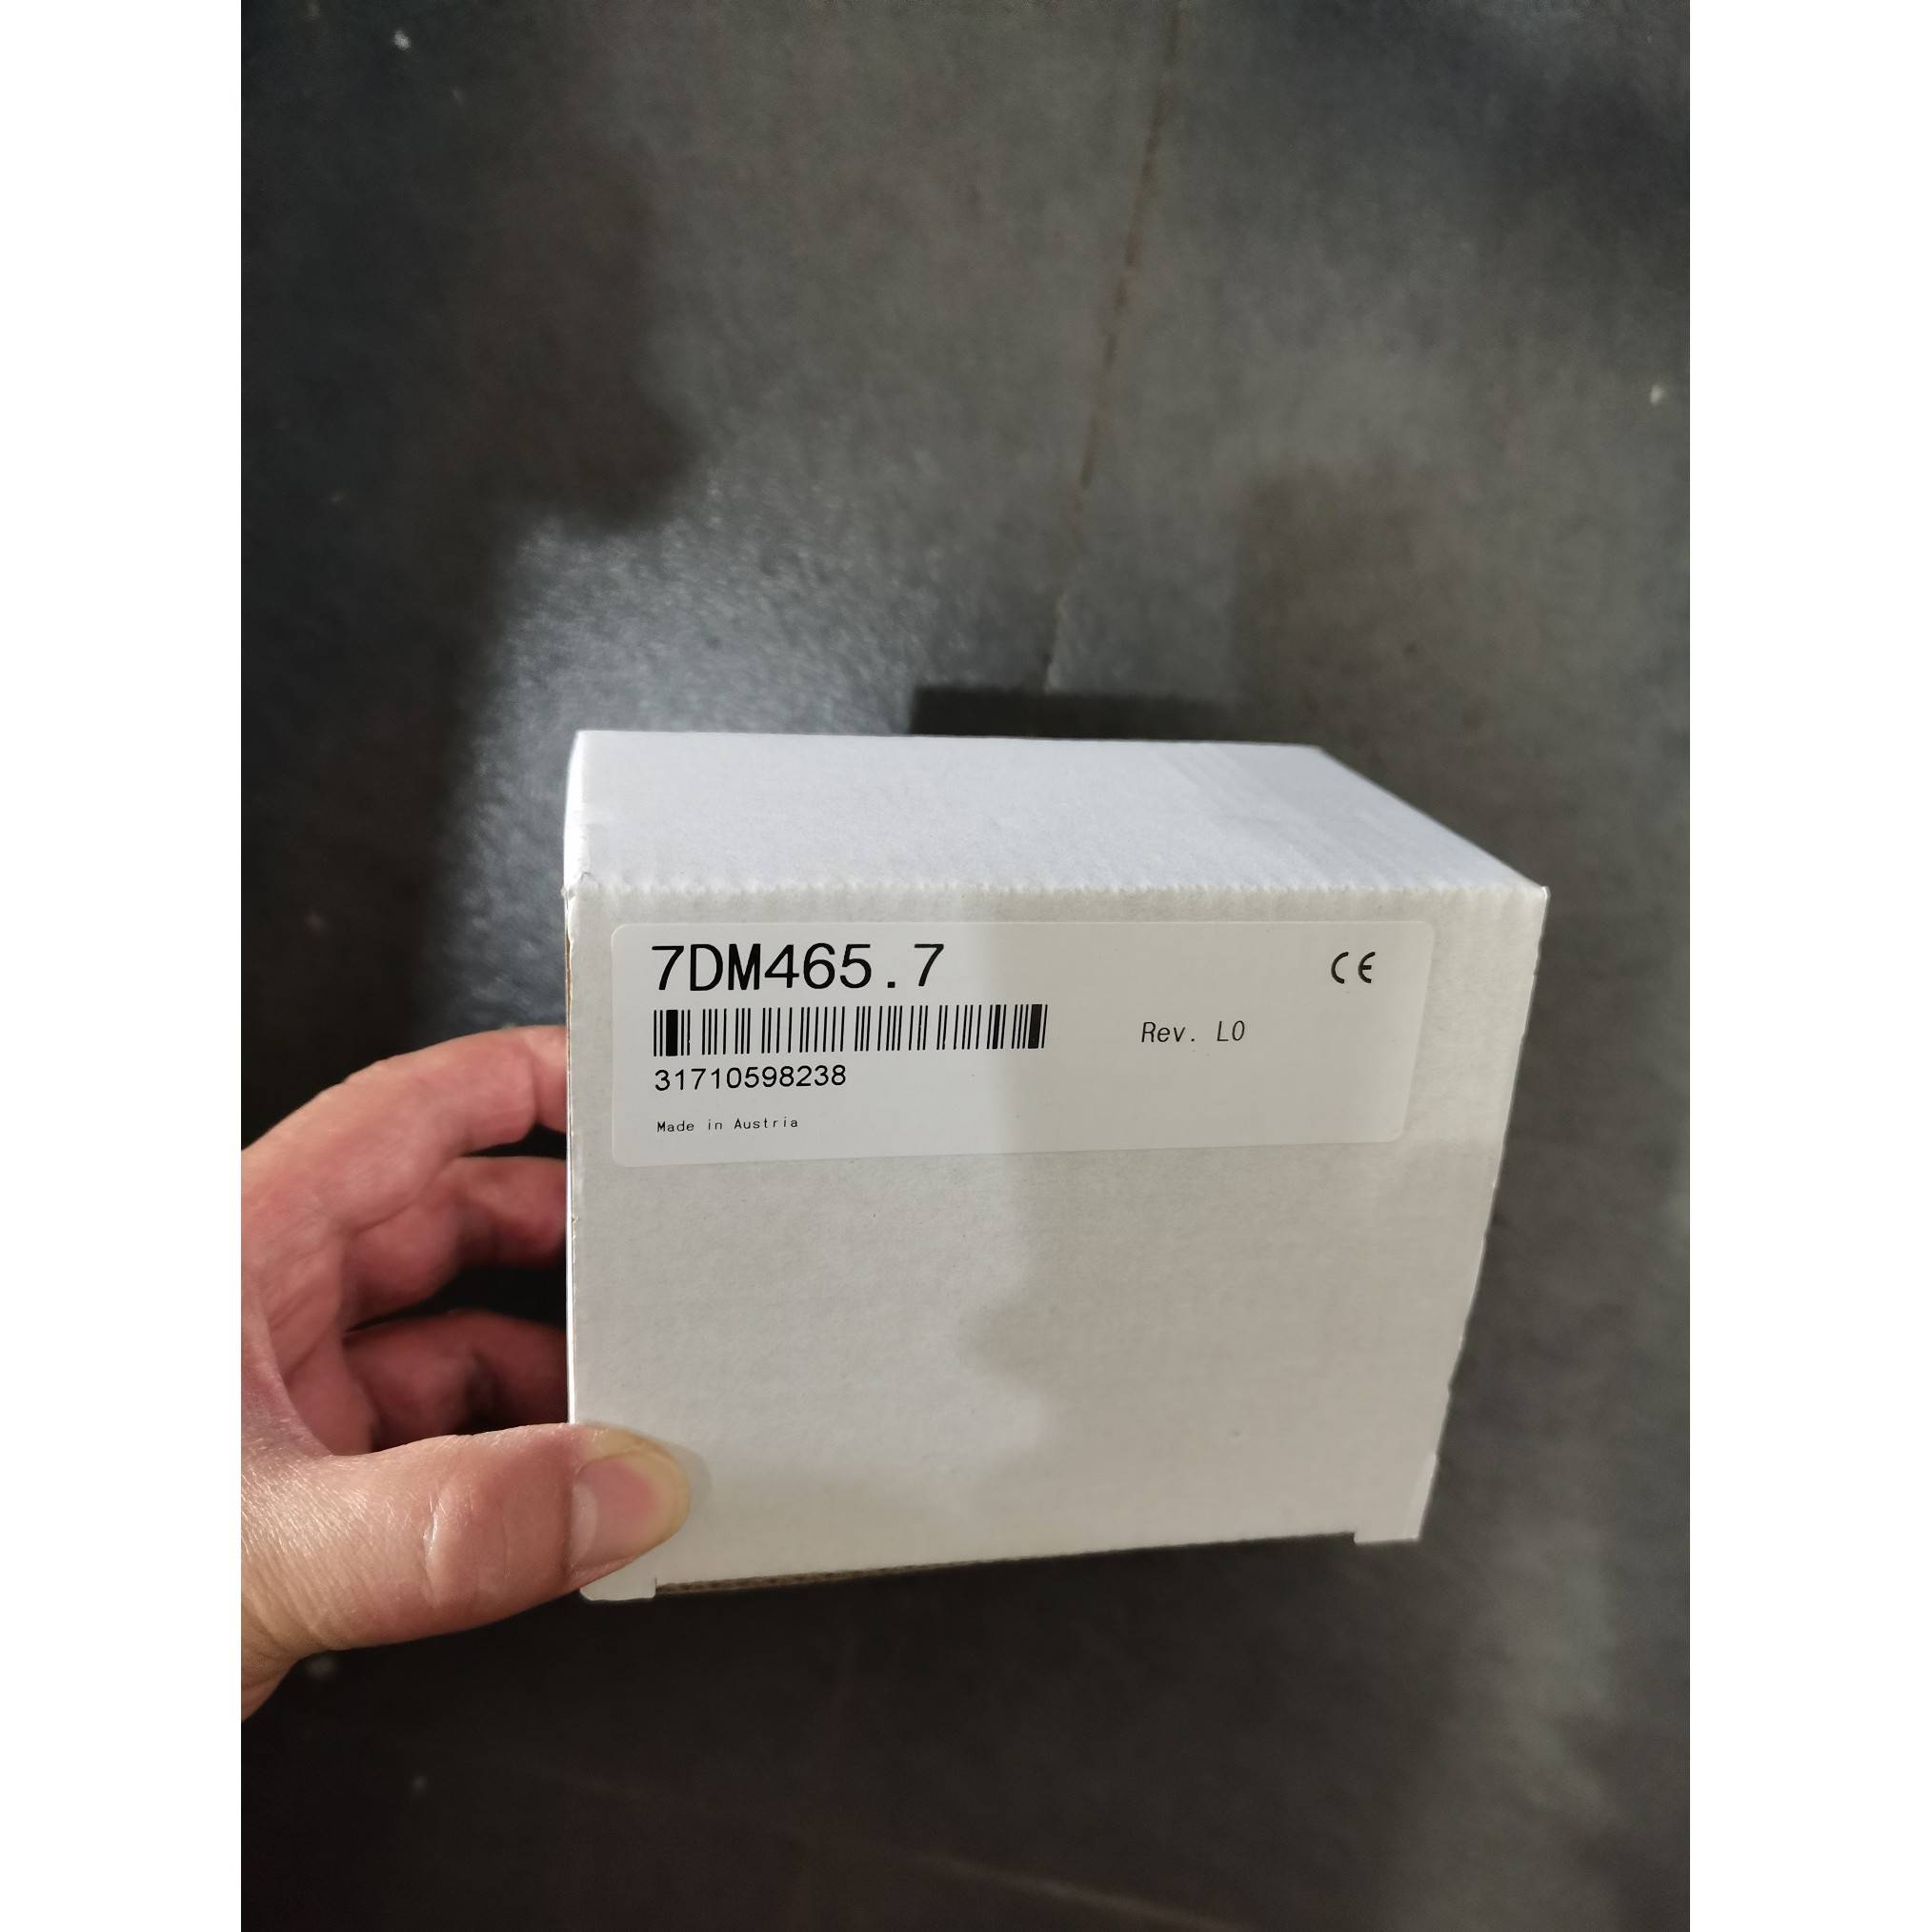 7DM465.7
CE
Rev. L0
31710598238
Made in Austria